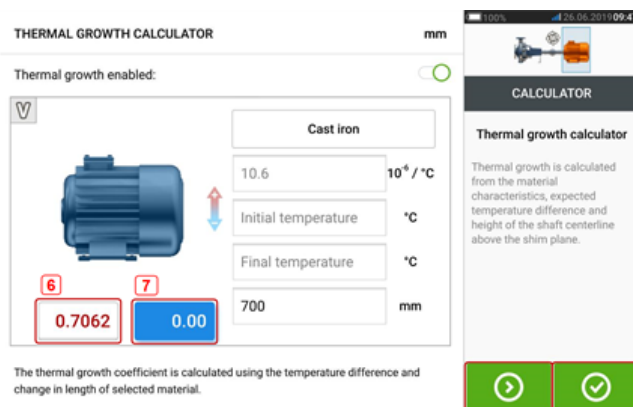 THERMAL GROWTH CALCULATOR mm
Thermal growth enabled:
V
Cast iron
10.6 10⁻⁶ / °C
Initial temperature °C
Final temperature °C
6 7
0.7062 0.00
700 mm
The thermal growth coefficient is calculated using the temperature difference and
change in length of selected material.
100% 26.06.2019 09:4
CALCULATOR
Thermal growth calculator
Thermal growth is calculated
from the material
characteristics, expected
temperature difference and
height of the shaft centerline
above the shim plane.